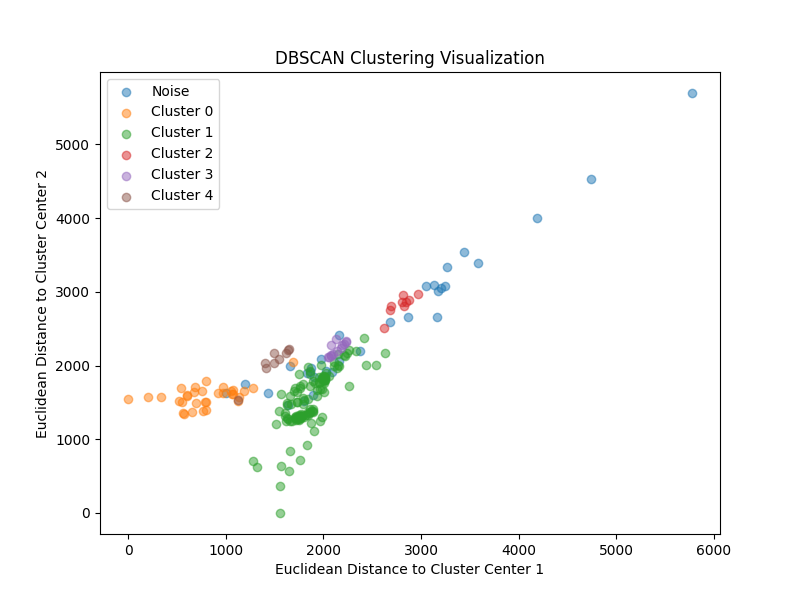 DBSCAN Clustering Visualization
Noise
Cluster 0
Cluster 1
Cluster 2
Cluster 3
Cluster 4
Euclidean Distance to Cluster Center 2
5000
4000
3000
2000
1000
0
0 1000 2000 3000 4000 5000 6000
Euclidean Distance to Cluster Center 1